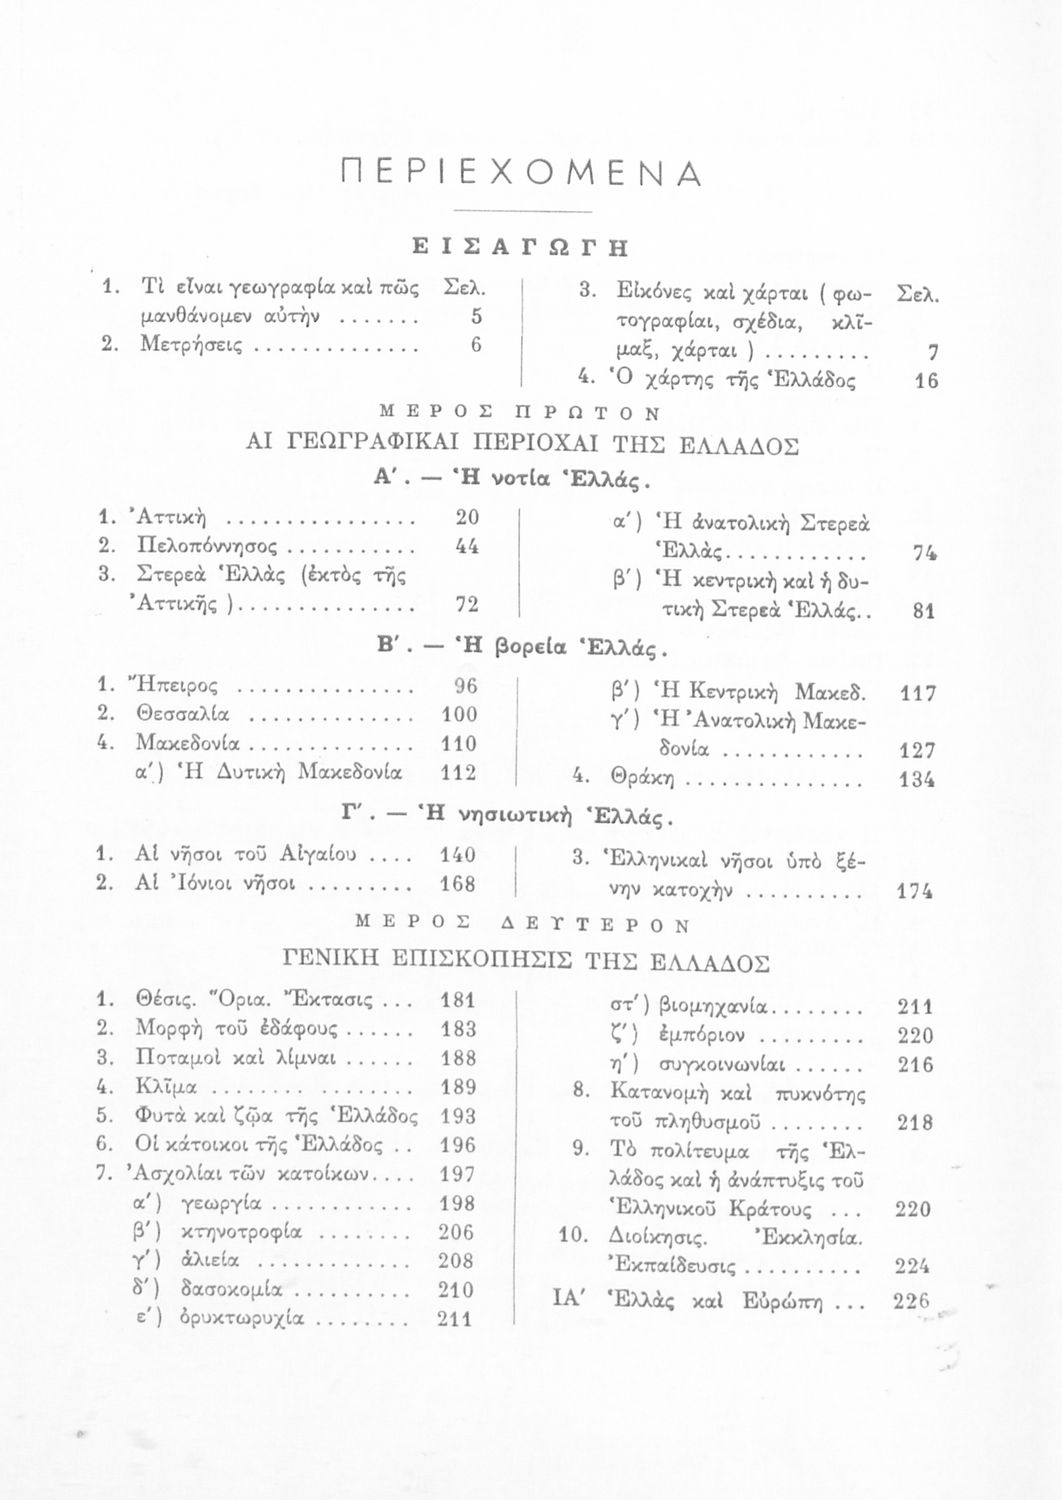 ΠΕΡΙΕΧΟΜΕΝΑ
ΕΙΣΑΓΩΓΗ
1. Τὶ εἶναι γεωγραφία καὶ πῶς Σελ.
μανθάνομεν αὐτὴν ....... 5
2. Μετρήσεις .............. 6
3. Εἰκόνες καὶ χάρται ( φω- Σελ.
τογραφίαι, σχέδια, κλῖ-
μαξ, χάρται ) ......... 7
4. Ὁ χάρτης τῆς Ἑλλάδος 16
ΜΕΡΟΣ ΠΡΩΤΟΝ
ΑΙ ΓΕΩΓΡΑΦΙΚΑΙ ΠΕΡΙΟΧΑΙ ΤΗΣ ΕΛΛΑΔΟΣ
Α΄. — Ἡ νοτία Ἑλλάς.
1. Ἀττικὴ ................ 20
2. Πελοπόννησος ........... 44
3. Στερεὰ Ἑλλὰς (ἐκτὸς τῆς
Ἀττικῆς )............... 72
α΄) Ἡ ἀνατολικὴ Στερεὰ
Ἑλλὰς............ 74
β΄) Ἡ κεντρικὴ καὶ ἡ δυ-
τικὴ Στερεὰ Ἑλλάς.. 81
Β΄. — Ἡ βορεία Ἑλλάς.
1. Ἤπειρος ............... 96
2. Θεσσαλία .............. 100
4. Μακεδονία .............. 110
α΄) Ἡ Δυτικὴ Μακεδονία 112
β΄) Ἡ Κεντρικὴ Μακεδ. 117
γ΄) Ἡ Ἀνατολικὴ Μακε-
δονία ............ 127
4. Θράκη ............... 134
Γ΄. — Ἡ νησιωτικὴ Ἑλλάς.
1. Αἱ νῆσοι τοῦ Αἰγαίου .... 140
2. Αἱ Ἰόνιοι νῆσοι ......... 168
3. Ἑλληνικαὶ νῆσοι ὑπὸ ξέ-
νην κατοχὴν .......... 174
ΜΕΡΟΣ ΔΕΥΤΕΡΟΝ
ΓΕΝΙΚΗ ΕΠΙΣΚΟΠΗΣΙΣ ΤΗΣ ΕΛΛΑΔΟΣ
1. Θέσις. Ὅρια. Ἔκτασις ... 181
2. Μορφὴ τοῦ ἐδάφους ...... 183
3. Ποταμοὶ καὶ λίμναι ...... 188
4. Κλῖμα ................. 189
5. Φυτὰ καὶ ζῷα τῆς Ἑλλάδος 193
6. Οἱ κάτοικοι τῆς Ἑλλάδος .. 196
7. Ἀσχολίαι τῶν κατοίκων.... 197
α΄) γεωργία ............ 198
β΄) κτηνοτροφία ........ 206
γ΄) ἁλιεία ............. 208
δ΄) δασοκομία .......... 210
ε΄) ὀρυκτωρυχία ........ 211
στ΄) βιομηχανία........ 211
ζ΄) ἐμπόριον ......... 220
η΄) συγκοινωνίαι ...... 216
8. Κατανομὴ καὶ πυκνότης
τοῦ πληθυσμοῦ ........ 218
9. Τὸ πολίτευμα τῆς Ἑλ-
λάδος καὶ ἡ ἀνάπτυξις τοῦ
Ἑλληνικοῦ Κράτους ... 220
10. Διοίκησις. Ἐκκλησία.
Ἐκπαίδευσις .......... 224
ΙΑ΄ Ἑλλὰς καὶ Εὐρώπη ... 226